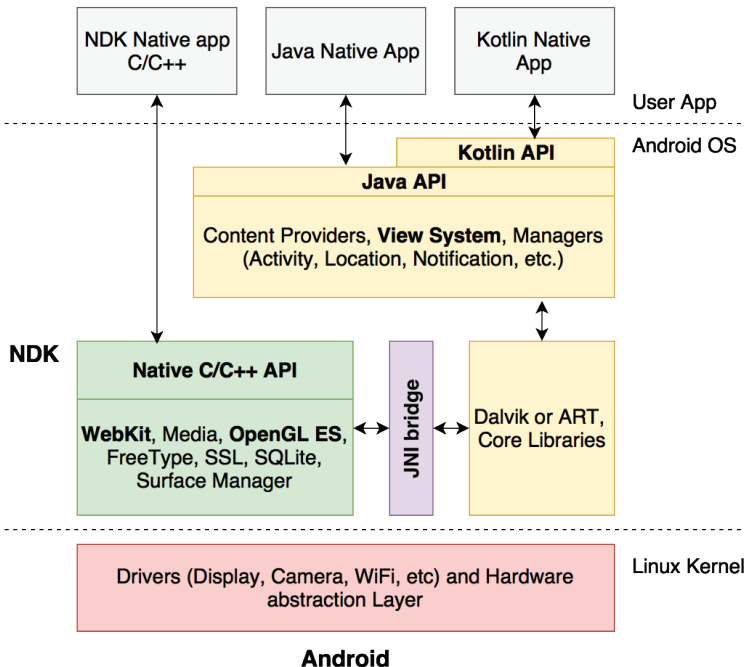 NDK Native app
C/C++
Java Native App
Kotlin Native
App
User App
Android OS
Kotlin API
Java API
Content Providers, View System, Managers
(Activity, Location, Notification, etc.)
NDK
Native C/C++ API
WebKit, Media, OpenGL ES,
FreeType, SSL, SQLite,
Surface Manager
JNI bridge
Dalvik or ART,
Core Libraries
Linux Kernel
Drivers (Display, Camera, WiFi, etc) and Hardware
abstraction Layer
Android